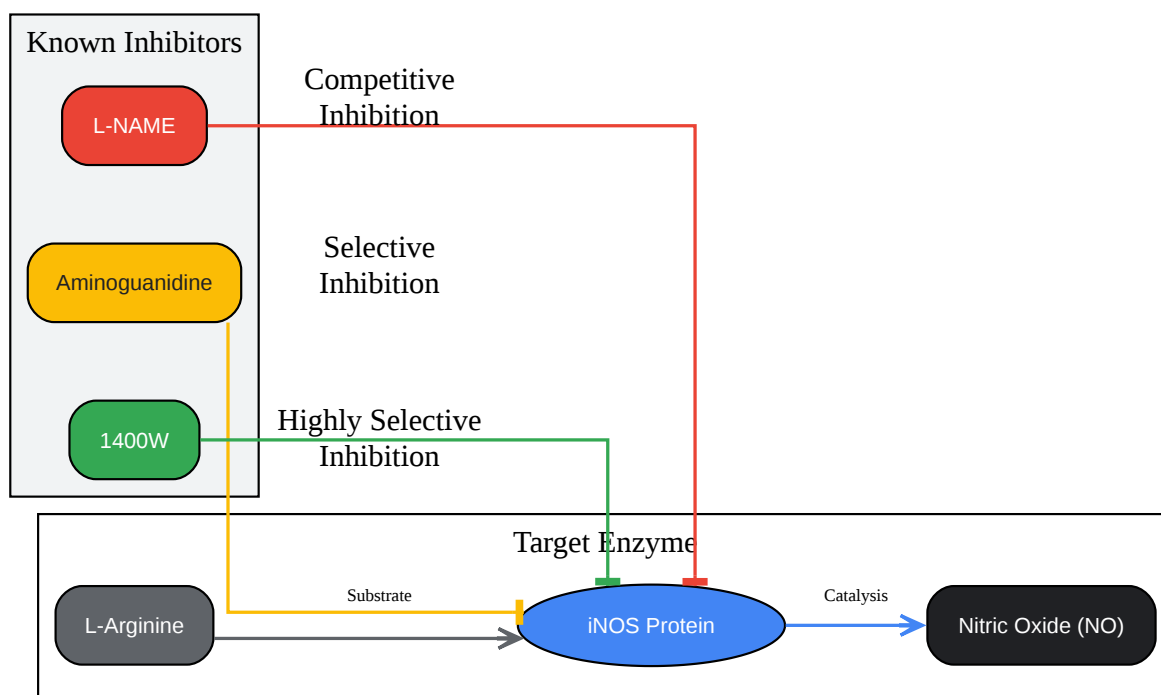 Known Inhibitors
L-NAME
Competitive
Inhibition
Aminoguanidine
Selective
Inhibition
1400W
Highly Selective
Inhibition
Target Enzyme
L-Arginine
Substrate
iNOS Protein
Catalysis
Nitric Oxide (NO)